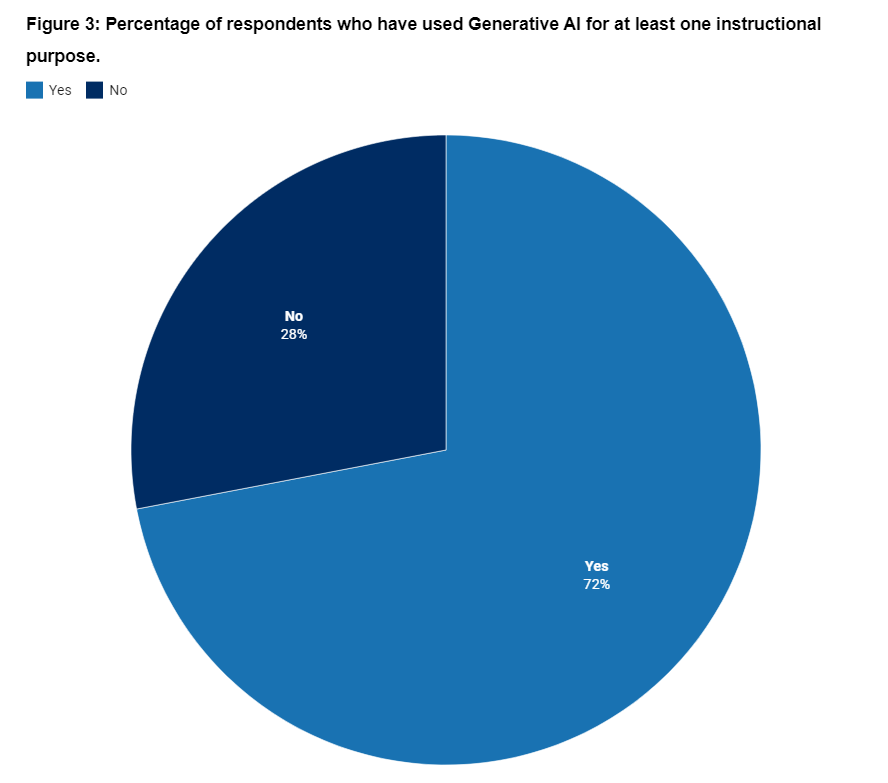 Figure 3: Percentage of respondents who have used Generative AI for at least one instructional
purpose.
Yes No
No
28%
Yes
72%